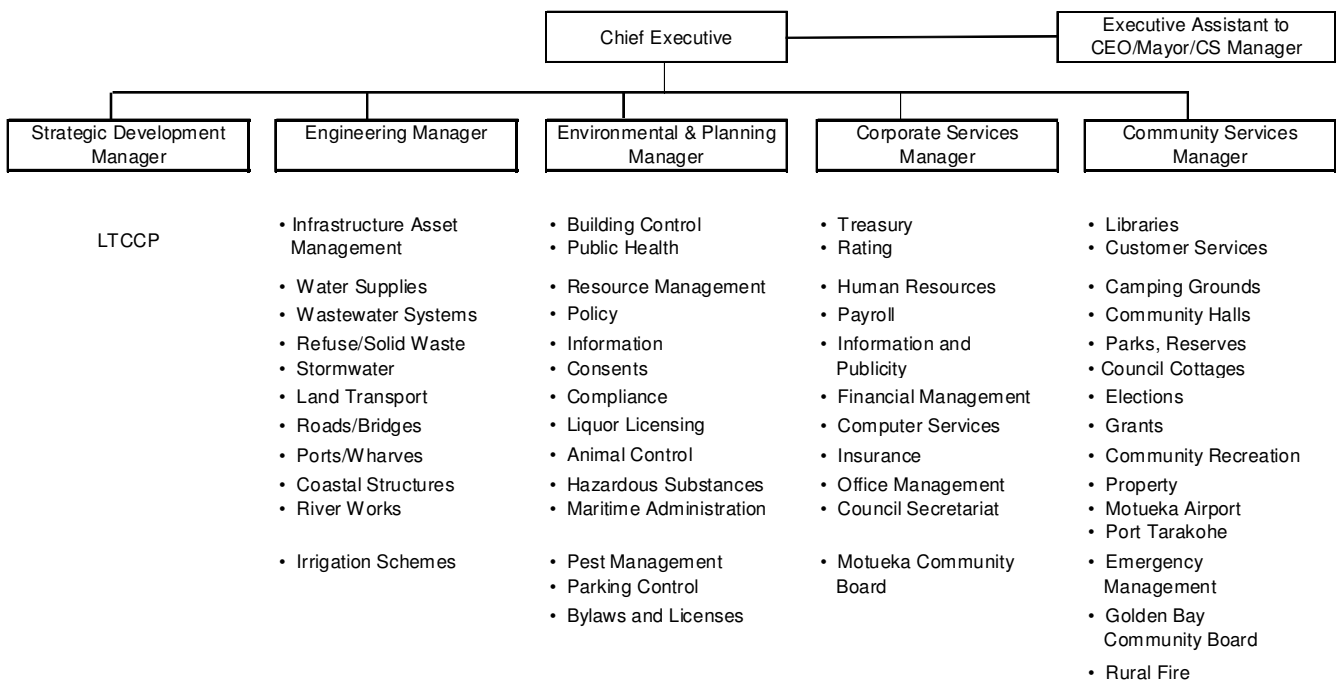 Chief Executive
Executive Assistant to
CEO/Mayor/CS Manager
Strategic Development
Manager
Engineering Manager
Environmental & Planning
Manager
Corporate Services
Manager
Community Services
Manager
LTCCP
• Infrastructure Asset
Management
• Water Supplies
• Wastewater Systems
• Refuse/Solid Waste
• Stormwater
• Land Transport
• Roads/Bridges
• Ports/Wharves
• Coastal Structures
• River Works
• Irrigation Schemes
• Building Control
• Public Health
• Resource Management
• Policy
• Information
• Consents
• Compliance
• Liquor Licensing
• Animal Control
• Hazardous Substances
• Maritime Administration
• Pest Management
• Parking Control
• Bylaws and Licenses
• Treasury
• Rating
• Human Resources
• Payroll
• Information and
Publicity
• Financial Management
• Computer Services
• Insurance
• Office Management
• Council Secretariat
• Motueka Community
Board
• Libraries
• Customer Services
• Camping Grounds
• Community Halls
• Parks, Reserves
• Council Cottages
• Elections
• Grants
• Community Recreation
• Property
• Motueka Airport
• Port Tarakohe
• Emergency
Management
• Golden Bay
Community Board
• Rural Fire